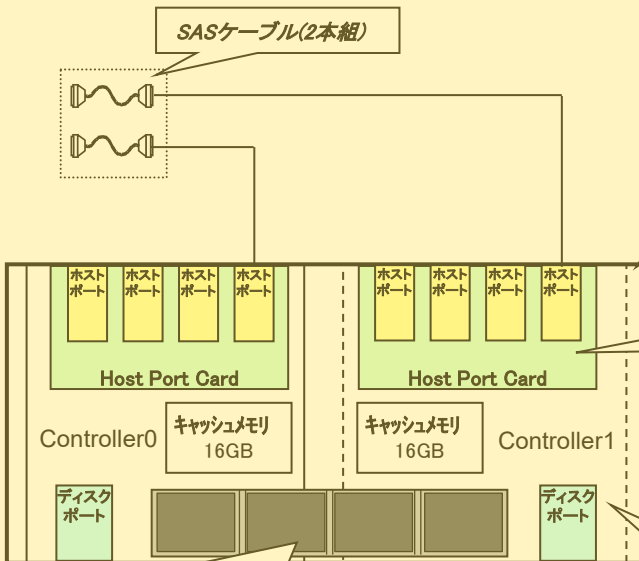 SASケーブル(2本組)
ホスト
ポート
ホスト
ポート
ホスト
ポート
ホスト
ポート
Host Port Card
ホスト
ポート
ホスト
ポート
ホスト
ポート
ホスト
ポート
Host Port Card
Controller0
キャッシュメモリ
16GB
キャッシュメモリ
16GB
Controller1
ディスク
ポート
ディスク
ポート